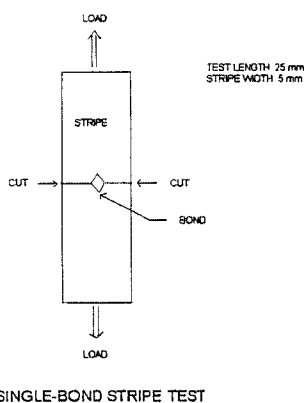 LOAD
TEST LENGTH 25 mm
STRIPE WIDTH 5 mm
STRIPE
CUT
CUT
BOND
LOAD
SINGLE-BOND STRIPE TEST